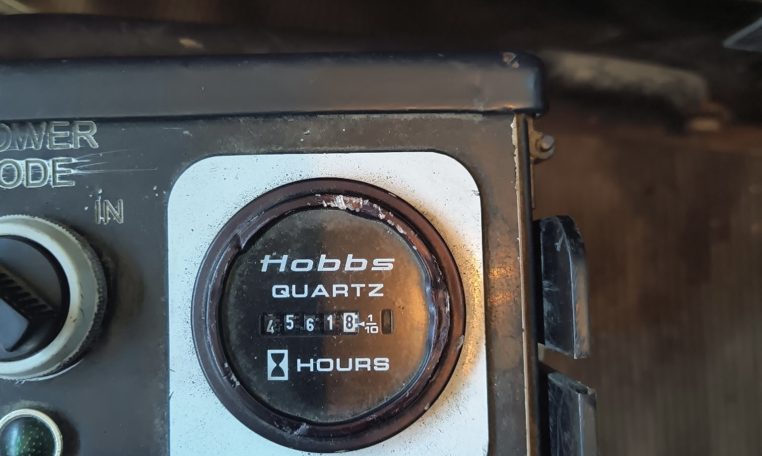 OWER
ODE
IN
Hobbs
QUARTZ
45618 1/10
HOURS